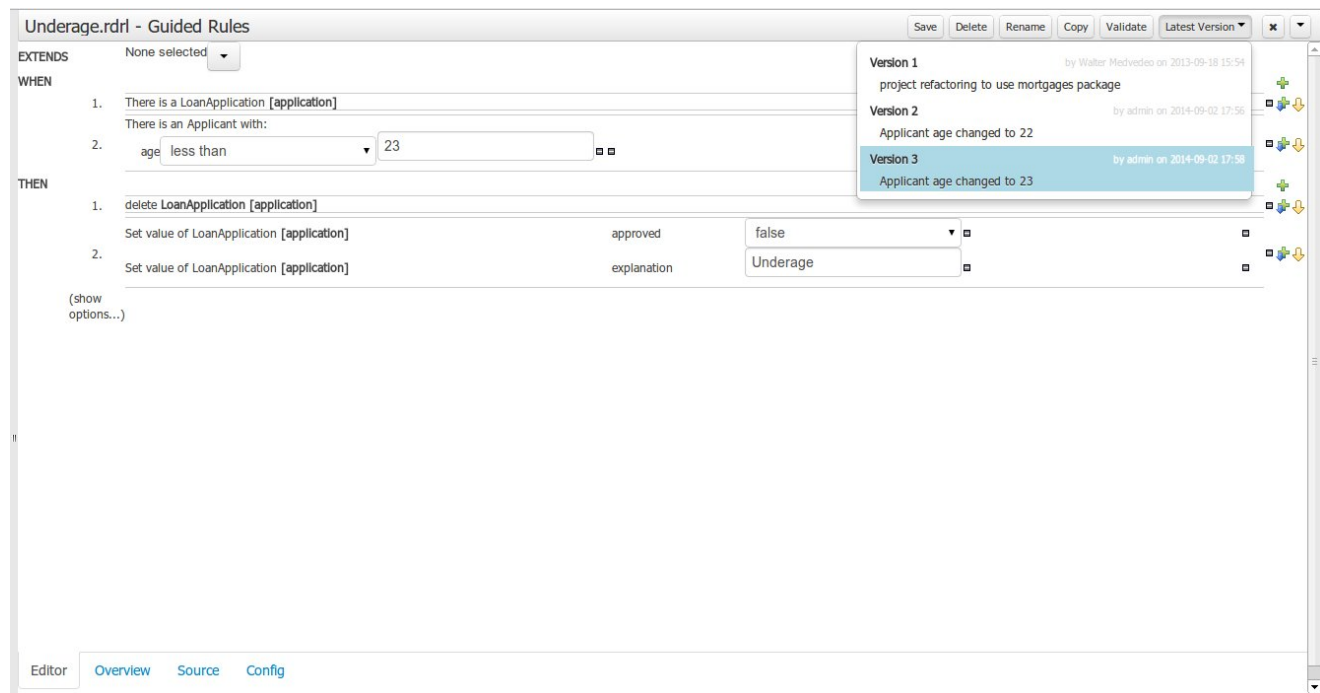 Underage.rdrl - Guided Rules Save Delete Rename Copy Validate Latest Version
EXTENDS None selected
Version 1 by Walter Medvedeo on 2013-09-18 15:54
WHEN
project refactoring to use mortgages package
1. There is a LoanApplication [application]
Version 2 by admin on 2014-09-02 17:56
There is an Applicant with:
Applicant age changed to 22
2. age less than 23
Version 3 by admin on 2014-09-02 17:58
Applicant age changed to 23
THEN
1. delete LoanApplication [application]
Set value of LoanApplication [application] approved false
2.
Set value of LoanApplication [application] explanation Underage
(show
options...)
Editor Overview Source Config